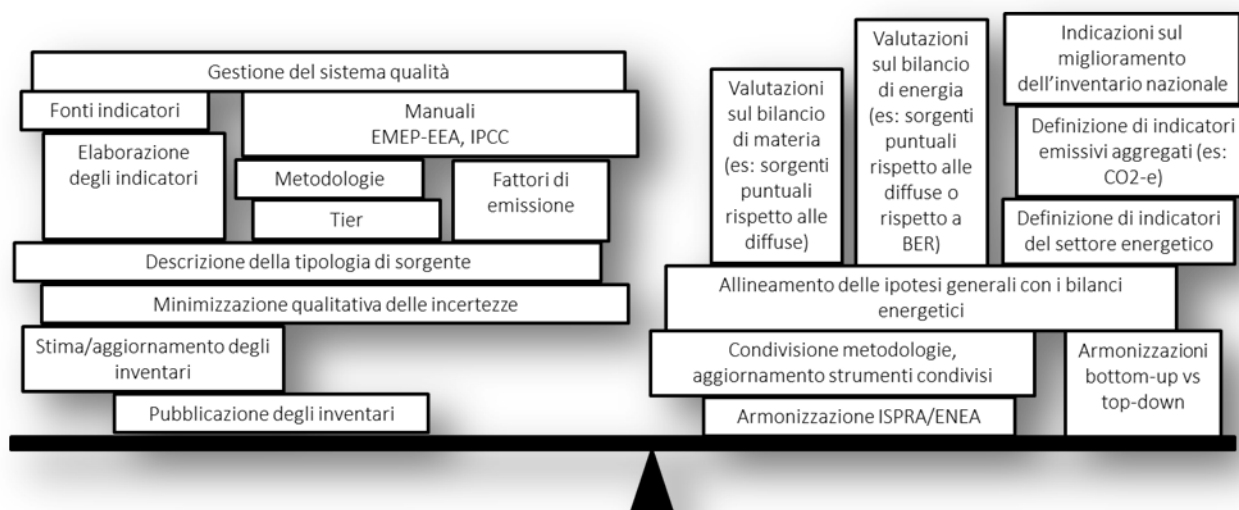 Gestione del sistema qualità
Fonti indicatori
Manuali
EMEP-EEA, IPCC
Elaborazione
degli indicatori
Metodologie
Tier
Fattori di
emissione
Descrizione della tipologia di sorgente
Minimizzazione qualitativa delle incertezze
Stima/aggiornamento degli
inventari
Pubblicazione degli inventari
Valutazioni
sul bilancio
di materia
(es: sorgenti
puntuali
rispetto alle
diffuse)
Valutazioni
sul bilancio
di energia
(es: sorgenti
puntuali
rispetto alle
diffuse o
rispetto a
BER)
Indicazioni sul
miglioramento
dell’inventario nazionale
Definizione di indicatori
emissivi aggregati (es:
CO2-e)
Definizione di indicatori
del settore energetico
Allineamento delle ipotesi generali con i bilanci
energetici
Condivisione metodologie,
aggiornamento strumenti condivisi
Armonizzazioni
bottom-up vs
top-down
Armonizzazione ISPRA/ENEA